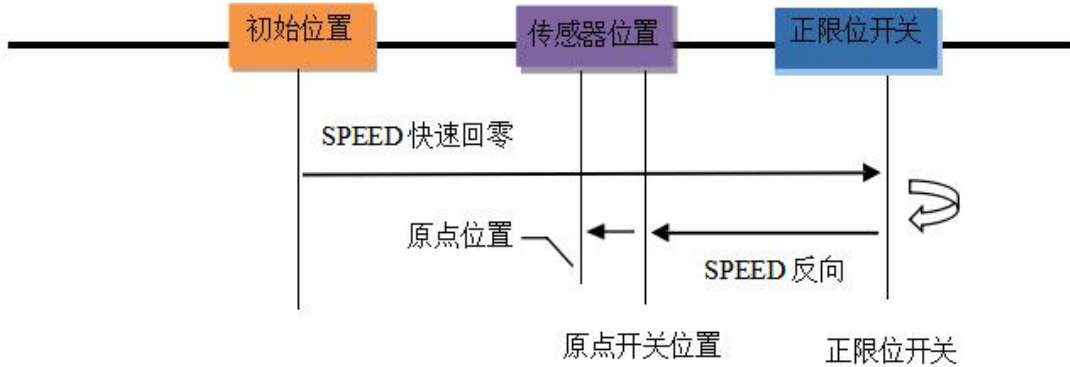 初始位置
传感器位置
正限位开关
SPEED 快速回零
原点位置
SPEED 反向
原点开关位置
正限位开关